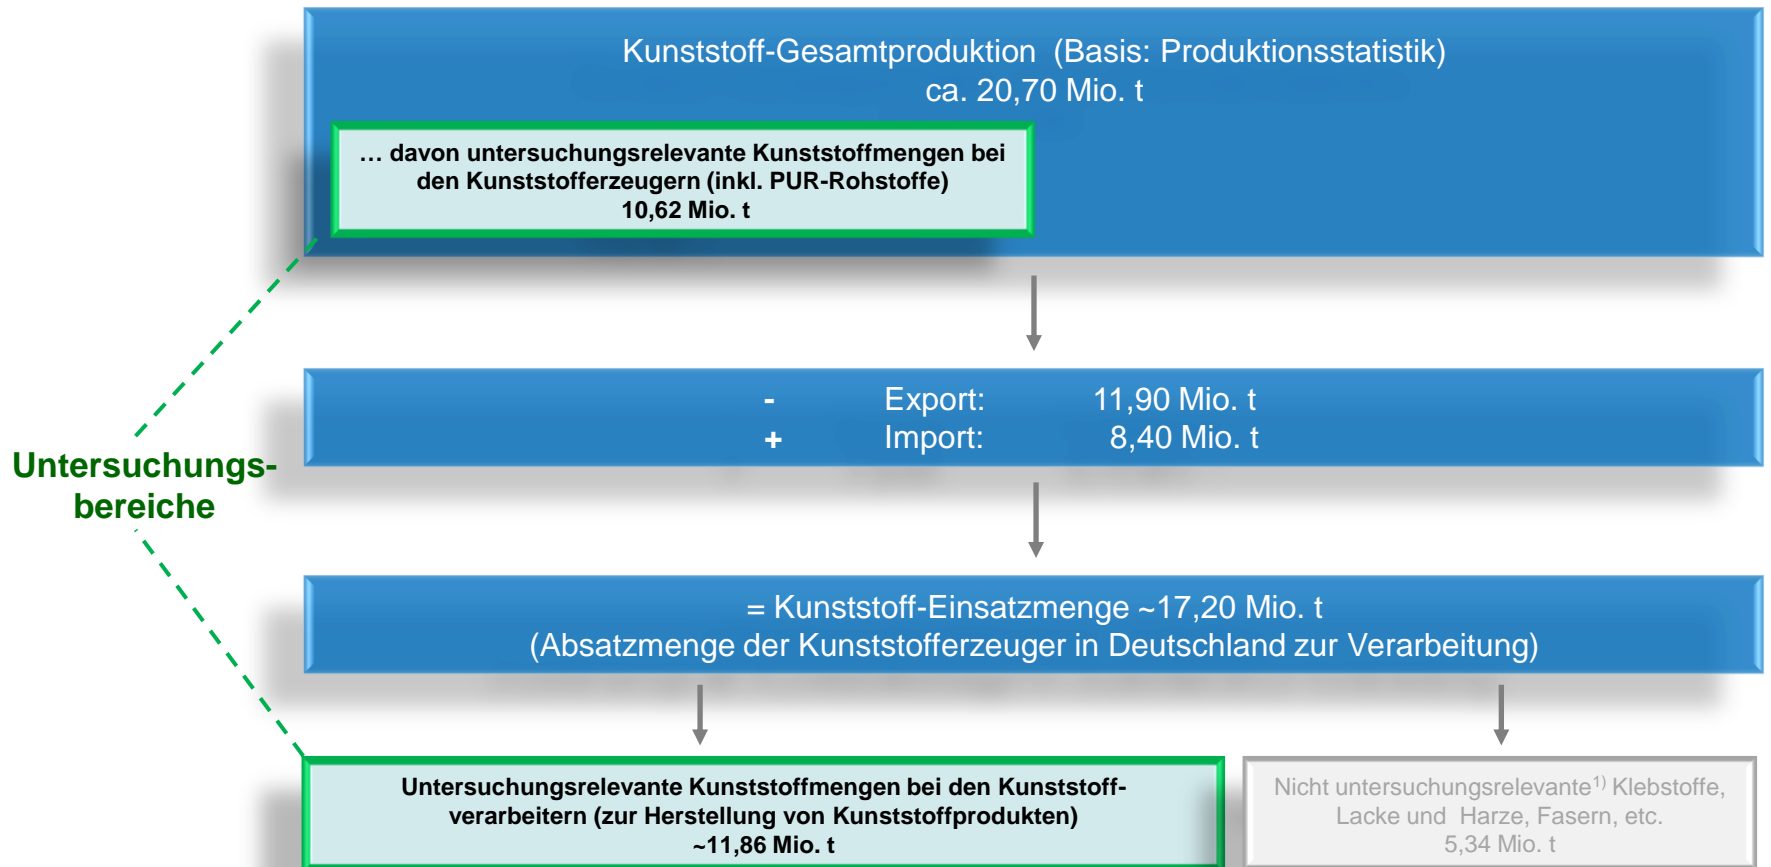 Kunststoff-Gesamtproduktion (Basis: Produktionsstatistik)
ca. 20,70 Mio. t
… davon untersuchungsrelevante Kunststoffmengen bei
den Kunststofferzeugern (inkl. PUR-Rohstoffe)
10,62 Mio. t
- Export: 11,90 Mio. t
+ Import: 8,40 Mio. t
Untersuchungs-
bereiche
= Kunststoff-Einsatzmenge ~17,20 Mio. t
(Absatzmenge der Kunststofferzeuger in Deutschland zur Verarbeitung)
Untersuchungsrelevante Kunststoffmengen bei den Kunststoff-
verarbeitern (zur Herstellung von Kunststoffprodukten)
~11,86 Mio. t
Nicht untersuchungsrelevante¹⁾ Klebstoffe,
Lacke und Harze, Fasern, etc.
5,34 Mio. t